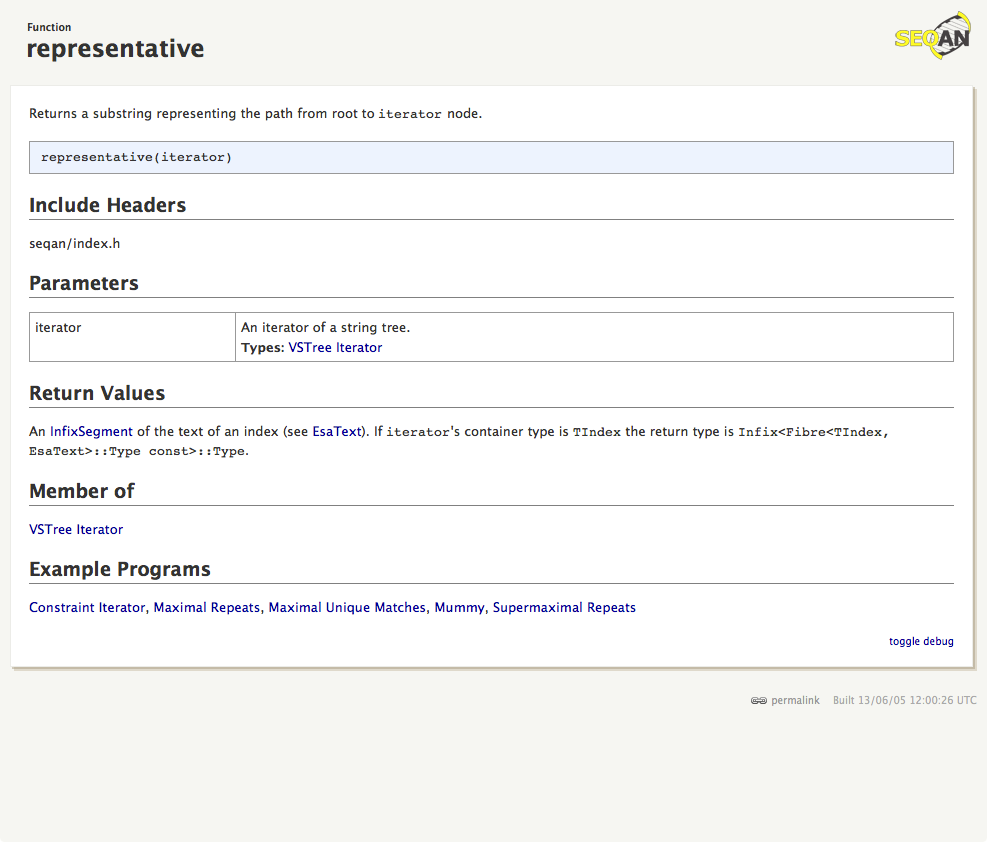 Function
representative
SEQAN
Returns a substring representing the path from root to iterator node.
representative(iterator)
Include Headers
seqan/index.h
Parameters
iterator
An iterator of a string tree.
Types: VSTree Iterator
Return Values
An InfixSegment of the text of an index (see EsaText). If iterator's container type is TIndex the return type is Infix<Fibre<TIndex,
EsaText>::Type const>::Type.
Member of
VSTree Iterator
Example Programs
Constraint Iterator, Maximal Repeats, Maximal Unique Matches, Mummy, Supermaximal Repeats
toggle debug
permalink Built 13/06/05 12:00:26 UTC